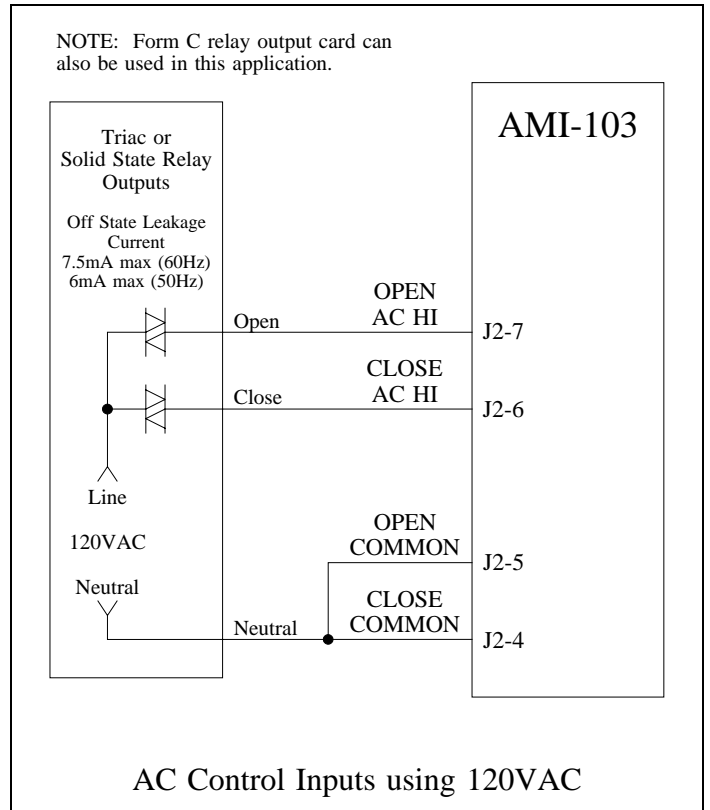 NOTE: Form C relay output card can
also be used in this application.
AMI-103
Triac or
Solid State Relay
Outputs
Off State Leakage
Current
7.5mA max (60Hz)
6mA max (50Hz)
Open
OPEN
AC HI
J2-7
Close
CLOSE
AC HI
J2-6
Line
120VAC
Neutral
OPEN
COMMON
J2-5
Neutral
CLOSE
COMMON
J2-4
AC Control Inputs using 120VAC